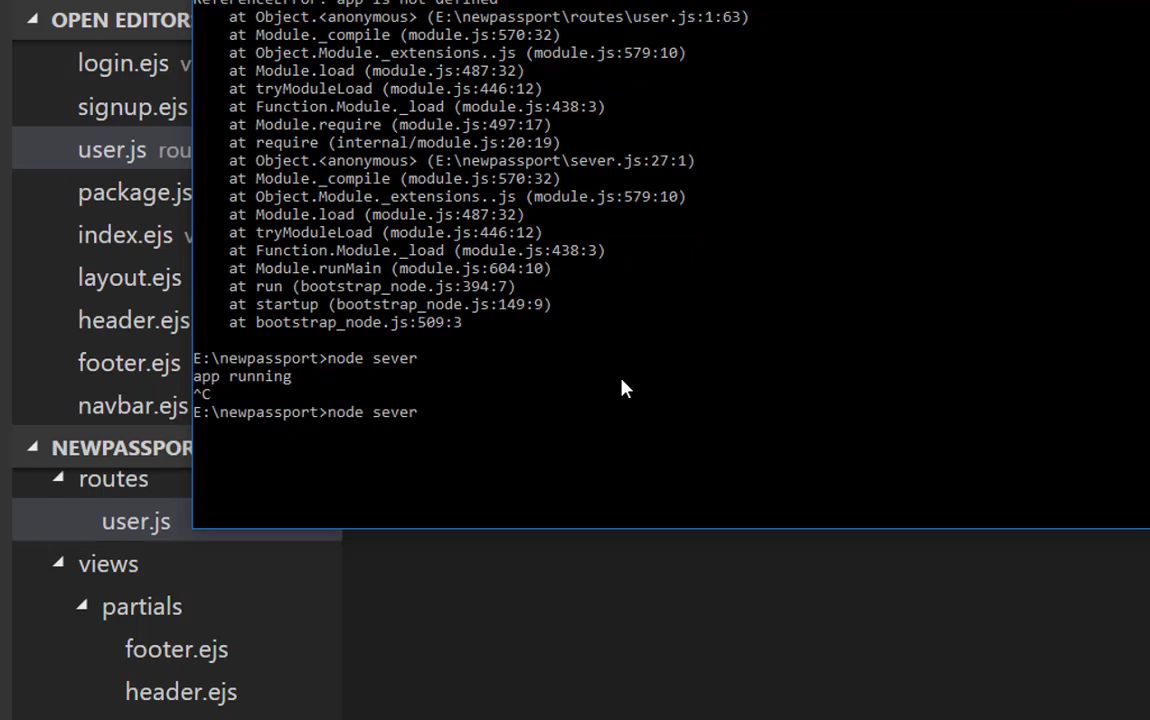 OPEN EDITOR
login.ejs v
signup.ejs
user.js rou
package.js
index.ejs v
layout.ejs
header.ejs
footer.ejs
navbar.ejs
NEWPASSPOR
routes
user.js
views
partials
footer.ejs
header.ejs
ReferenceError: app is not defined
at Object.<anonymous> (E:\newpassport\routes\user.js:1:63)
at Module._compile (module.js:570:32)
at Object.Module._extensions..js (module.js:579:10)
at Module.load (module.js:487:32)
at tryModuleLoad (module.js:446:12)
at Function.Module._load (module.js:438:3)
at Module.require (module.js:497:17)
at require (internal/module.js:20:19)
at Object.<anonymous> (E:\newpassport\sever.js:27:1)
at Module._compile (module.js:570:32)
at Object.Module._extensions..js (module.js:579:10)
at Module.load (module.js:487:32)
at tryModuleLoad (module.js:446:12)
at Function.Module._load (module.js:438:3)
at Module.runMain (module.js:604:10)
at run (bootstrap_node.js:394:7)
at startup (bootstrap_node.js:149:9)
at bootstrap_node.js:509:3
E:\newpassport>node sever
app running
^C
E:\newpassport>node sever